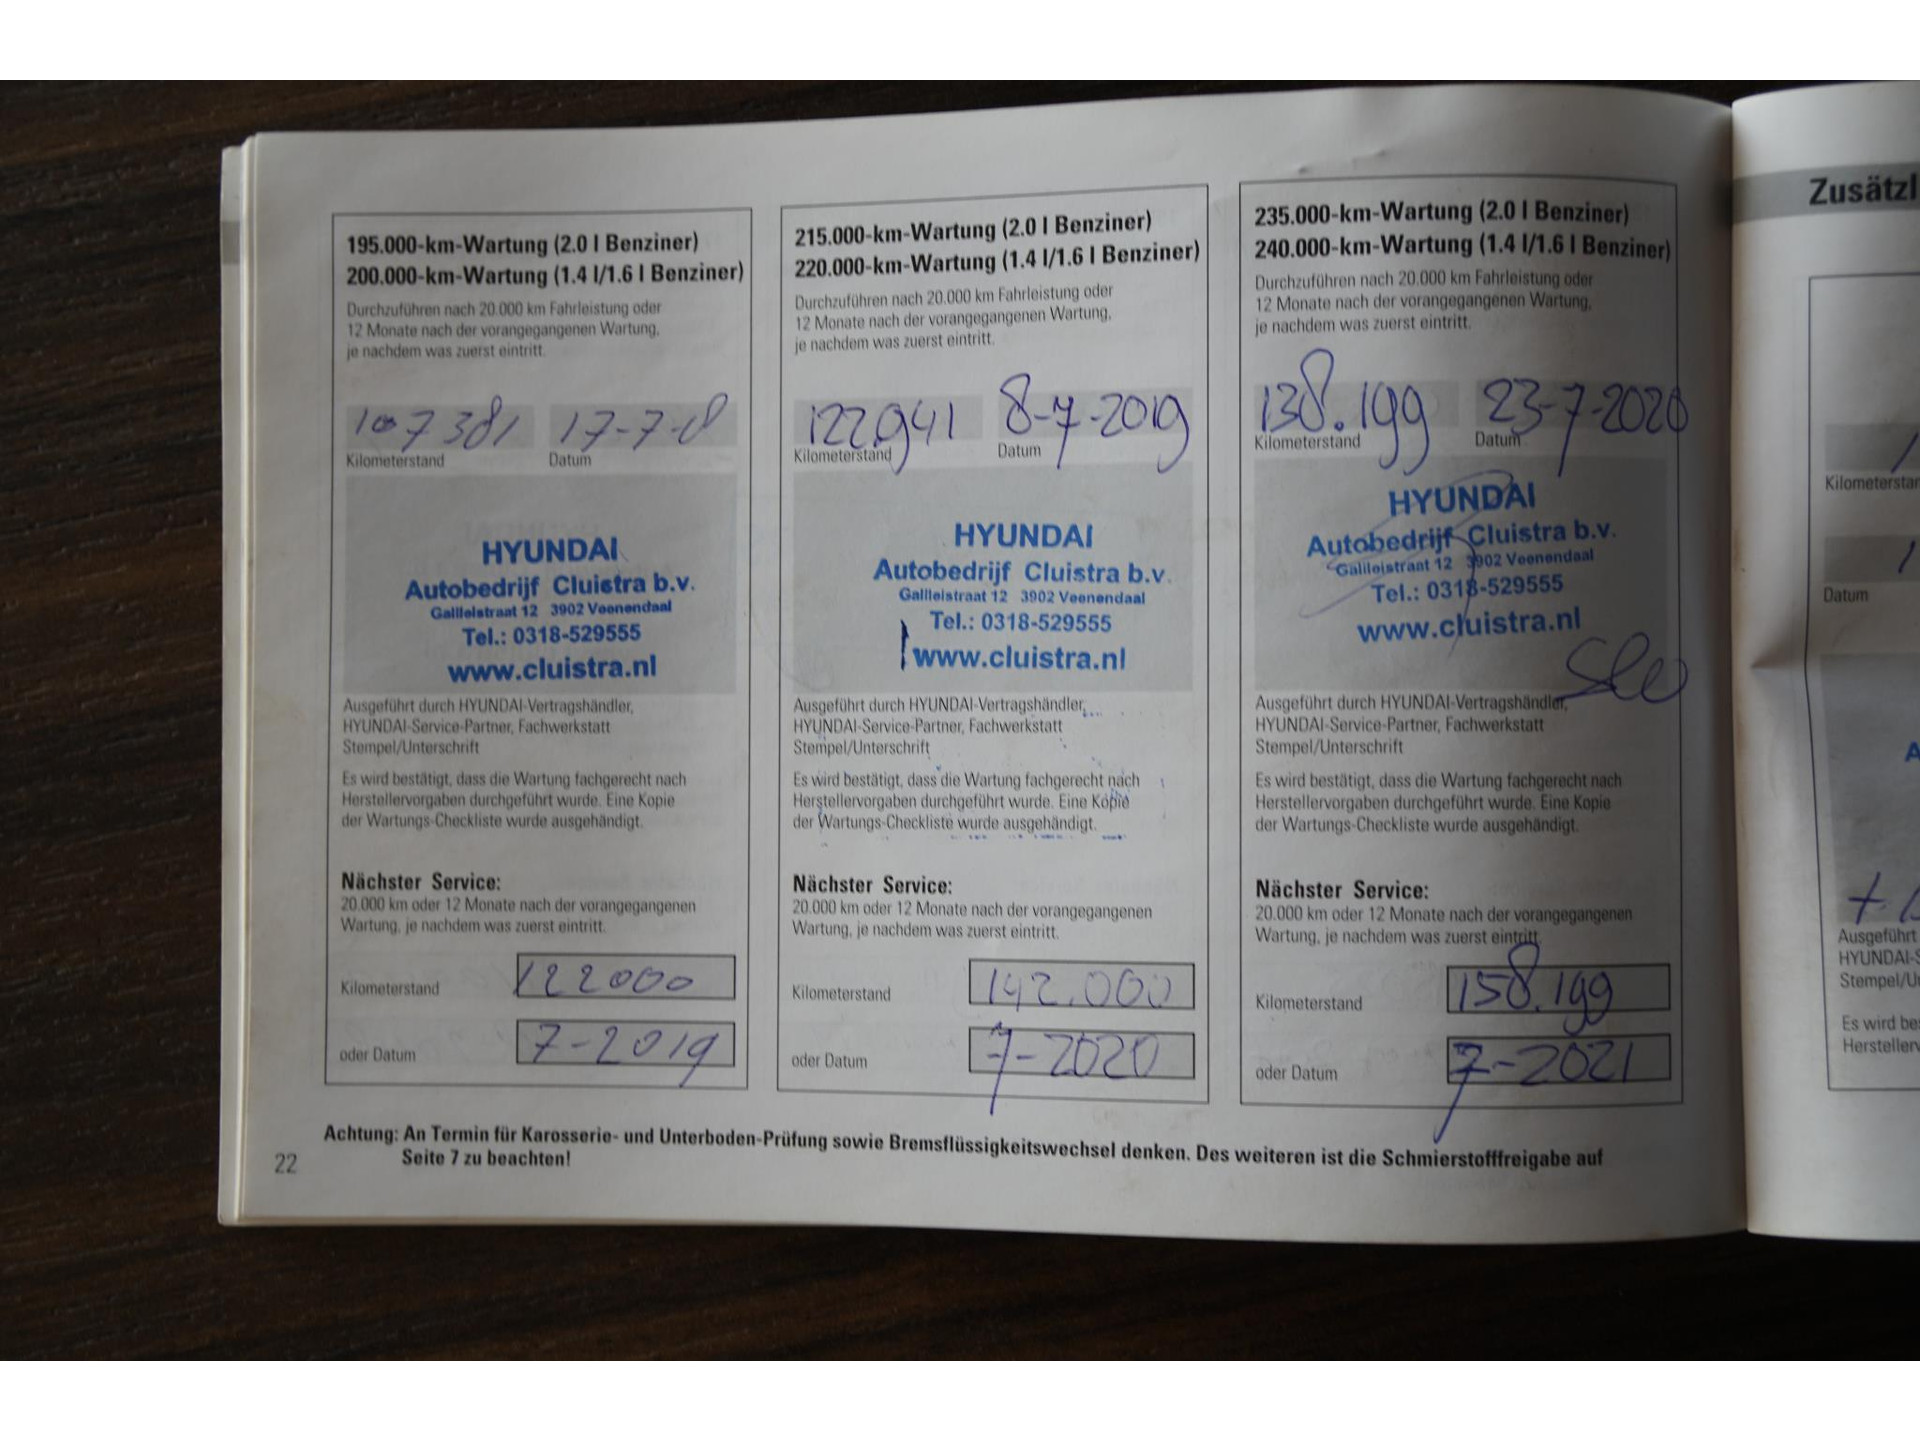 195.000-km-Wartung (2.0 l Benziner)
200.000-km-Wartung (1.4 l/1.6 l Benziner)
Durchzuführen nach 20.000 km Fahrleistung oder
12 Monate nach der vorangegangenen Wartung,
je nachdem was zuerst eintritt.
107381 17-7-18
Kilometerstand Datum
HYUNDAI
Autobedrijf Cluistra b.v.
Galileistraat 12 3902 Veenendaal
Tel.: 0318-529555
www.cluistra.nl
Ausgeführt durch HYUNDAI-Vertragshändler,
HYUNDAI-Service-Partner, Fachwerkstatt
Stempel/Unterschrift
Es wird bestätigt, dass die Wartung fachgerecht nach
Herstellervorgaben durchgeführt wurde. Eine Kopie
der Wartungs-Checkliste wurde ausgehändigt.
Nächster Service:
20.000 km oder 12 Monate nach der vorangegangenen
Wartung, je nachdem was zuerst eintritt.
Kilometerstand 122000
oder Datum 7-2019
215.000-km-Wartung (2.0 l Benziner)
220.000-km-Wartung (1.4 l/1.6 l Benziner)
Durchzuführen nach 20.000 km Fahrleistung oder
12 Monate nach der vorangegangenen Wartung,
je nachdem was zuerst eintritt.
122.941 8-7-2019
Kilometerstand Datum
HYUNDAI
Autobedrijf Cluistra b.v.
Galileistraat 12 3902 Veenendaal
Tel.: 0318-529555
www.cluistra.nl
Ausgeführt durch HYUNDAI-Vertragshändler,
HYUNDAI-Service-Partner, Fachwerkstatt
Stempel/Unterschrift
Es wird bestätigt, dass die Wartung fachgerecht nach
Herstellervorgaben durchgeführt wurde. Eine Kopie
der Wartungs-Checkliste wurde ausgehändigt.
Nächster Service:
20.000 km oder 12 Monate nach der vorangegangenen
Wartung, je nachdem was zuerst eintritt.
Kilometerstand 142.000
oder Datum 7-2020
235.000-km-Wartung (2.0 l Benziner)
240.000-km-Wartung (1.4 l/1.6 l Benziner)
Durchzuführen nach 20.000 km Fahrleistung oder
12 Monate nach der vorangegangenen Wartung,
je nachdem was zuerst eintritt.
138.199 23-7-2020
Kilometerstand Datum
HYUNDAI
Autobedrijf Cluistra b.v.
Galileistraat 12 3902 Veenendaal
Tel.: 0318-529555
www.cluistra.nl
Ausgeführt durch HYUNDAI-Vertragshändler,
HYUNDAI-Service-Partner, Fachwerkstatt
Stempel/Unterschrift
Es wird bestätigt, dass die Wartung fachgerecht nach
Herstellervorgaben durchgeführt wurde. Eine Kopie
der Wartungs-Checkliste wurde ausgehändigt.
Nächster Service:
20.000 km oder 12 Monate nach der vorangegangenen
Wartung, je nachdem was zuerst eintritt.
Kilometerstand 158.199
oder Datum 7-2021
Achtung: An Termin für Karosserie- und Unterboden-Prüfung sowie Bremsflüssigkeitswechsel denken. Des weiteren ist die Schmierstofffreigabe auf
Seite 7 zu beachten!
22
Zusätzl
Kilometerstan
Datum
A
Ausgeführt
HYUNDAI-S
Stempel/U
Es wird be
Herstellerv